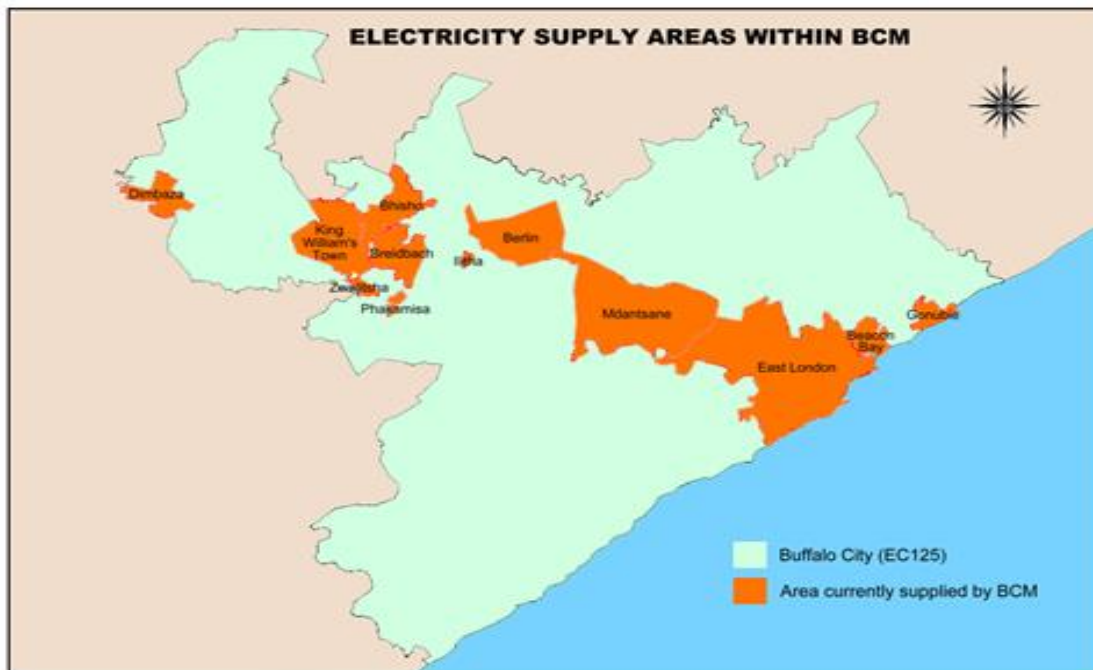 ELECTRICITY SUPPLY AREAS WITHIN BCM
Dimbaza
Bhisho
King
William's
Town
Breidbach
Berlin
Ilitha
Zwelitsha
Phakamisa
Mdantsane
Gonubie
Beacon
Bay
East London
Buffalo City (EC125)
Area currently supplied by BCM